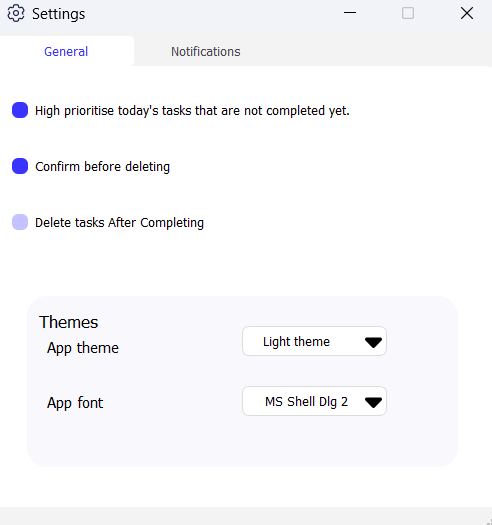 Settings
General
Notifications
High prioritise today's tasks that are not completed yet.
Confirm before deleting
Delete tasks After Completing
Themes
App theme
Light theme
App font
MS Shell Dlg 2